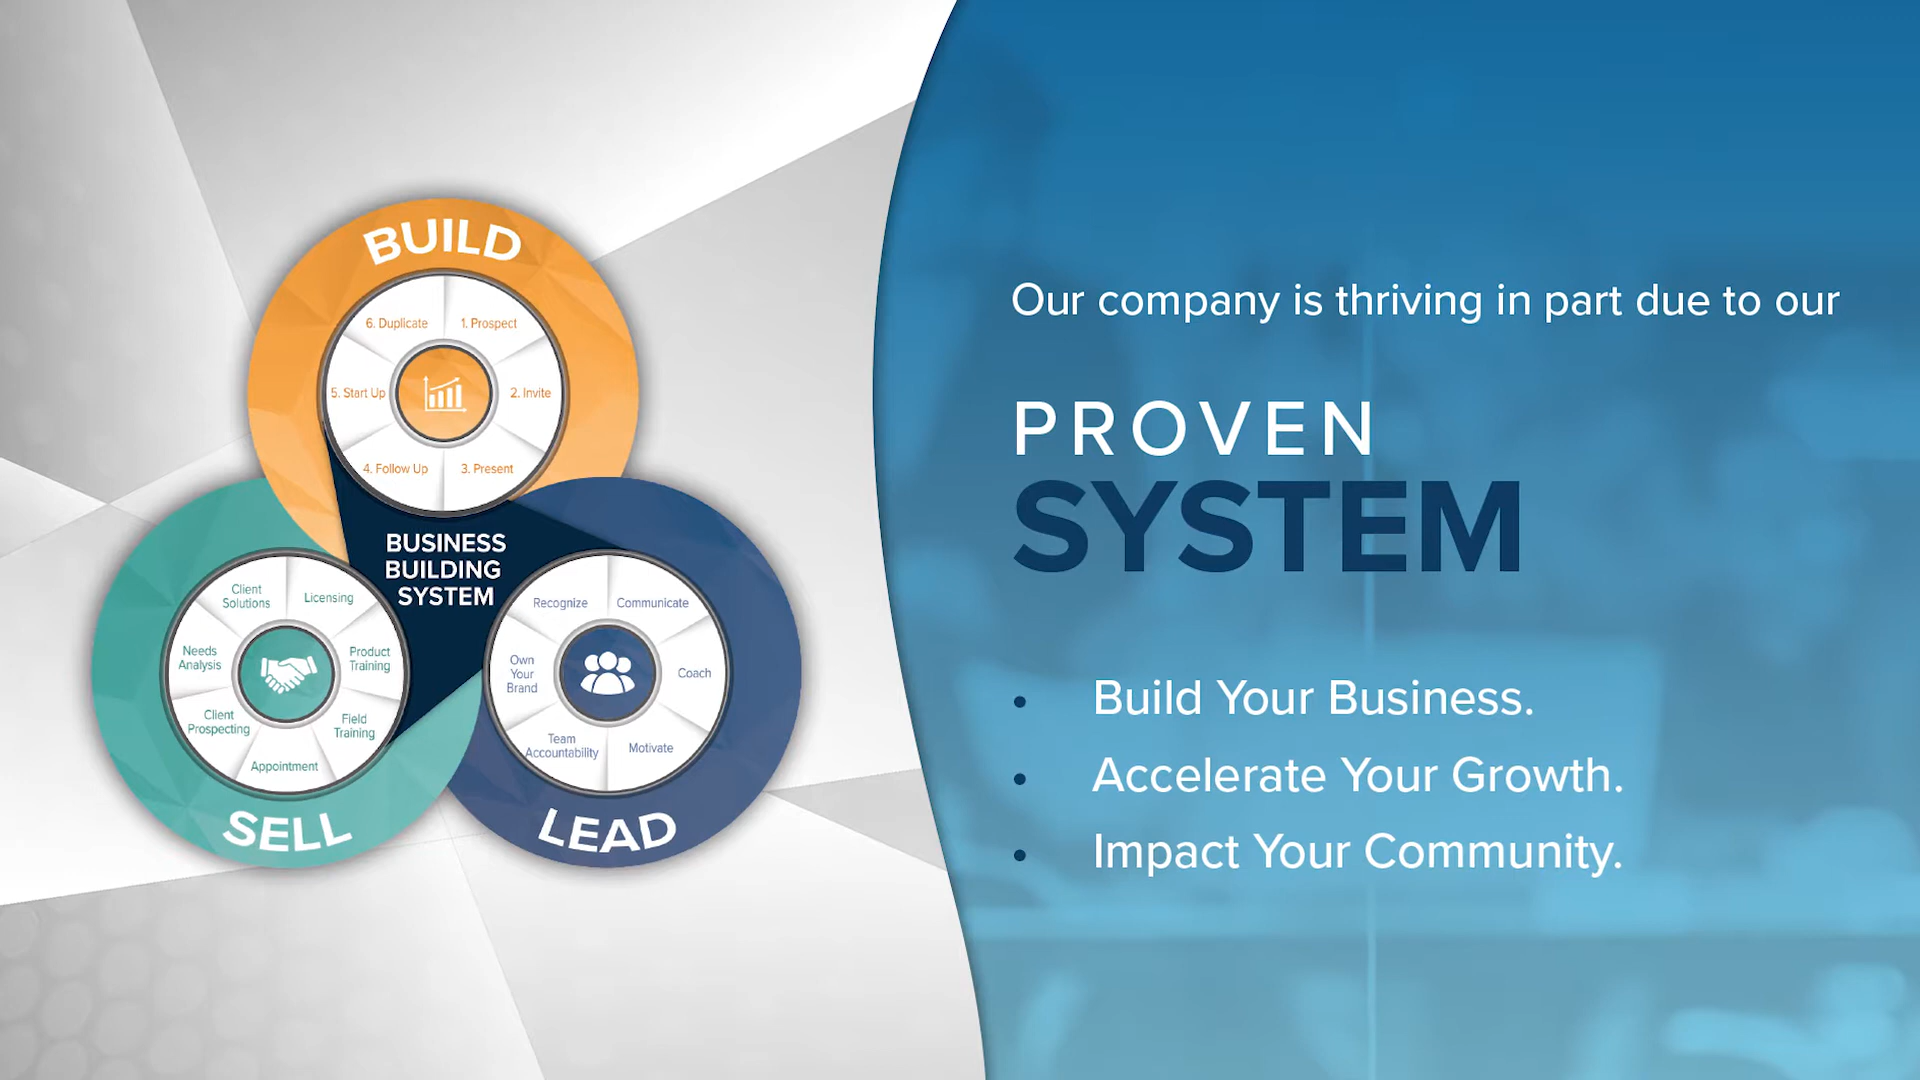 BUILD
6. Duplicate
1. Prospect
5. Start Up
2. Invite
4. Follow Up
3. Present
BUSINESS
BUILDING
SYSTEM
Client
Solutions
Licensing
Needs
Analysis
Product
Training
Client
Prospecting
Field
Training
Appointment
SELL
Recognize
Communicate
Own
Your
Brand
Coach
Team
Accountability
Motivate
LEAD
Our company is thriving in part due to our
PROVEN
SYSTEM
• Build Your Business.
• Accelerate Your Growth.
• Impact Your Community.